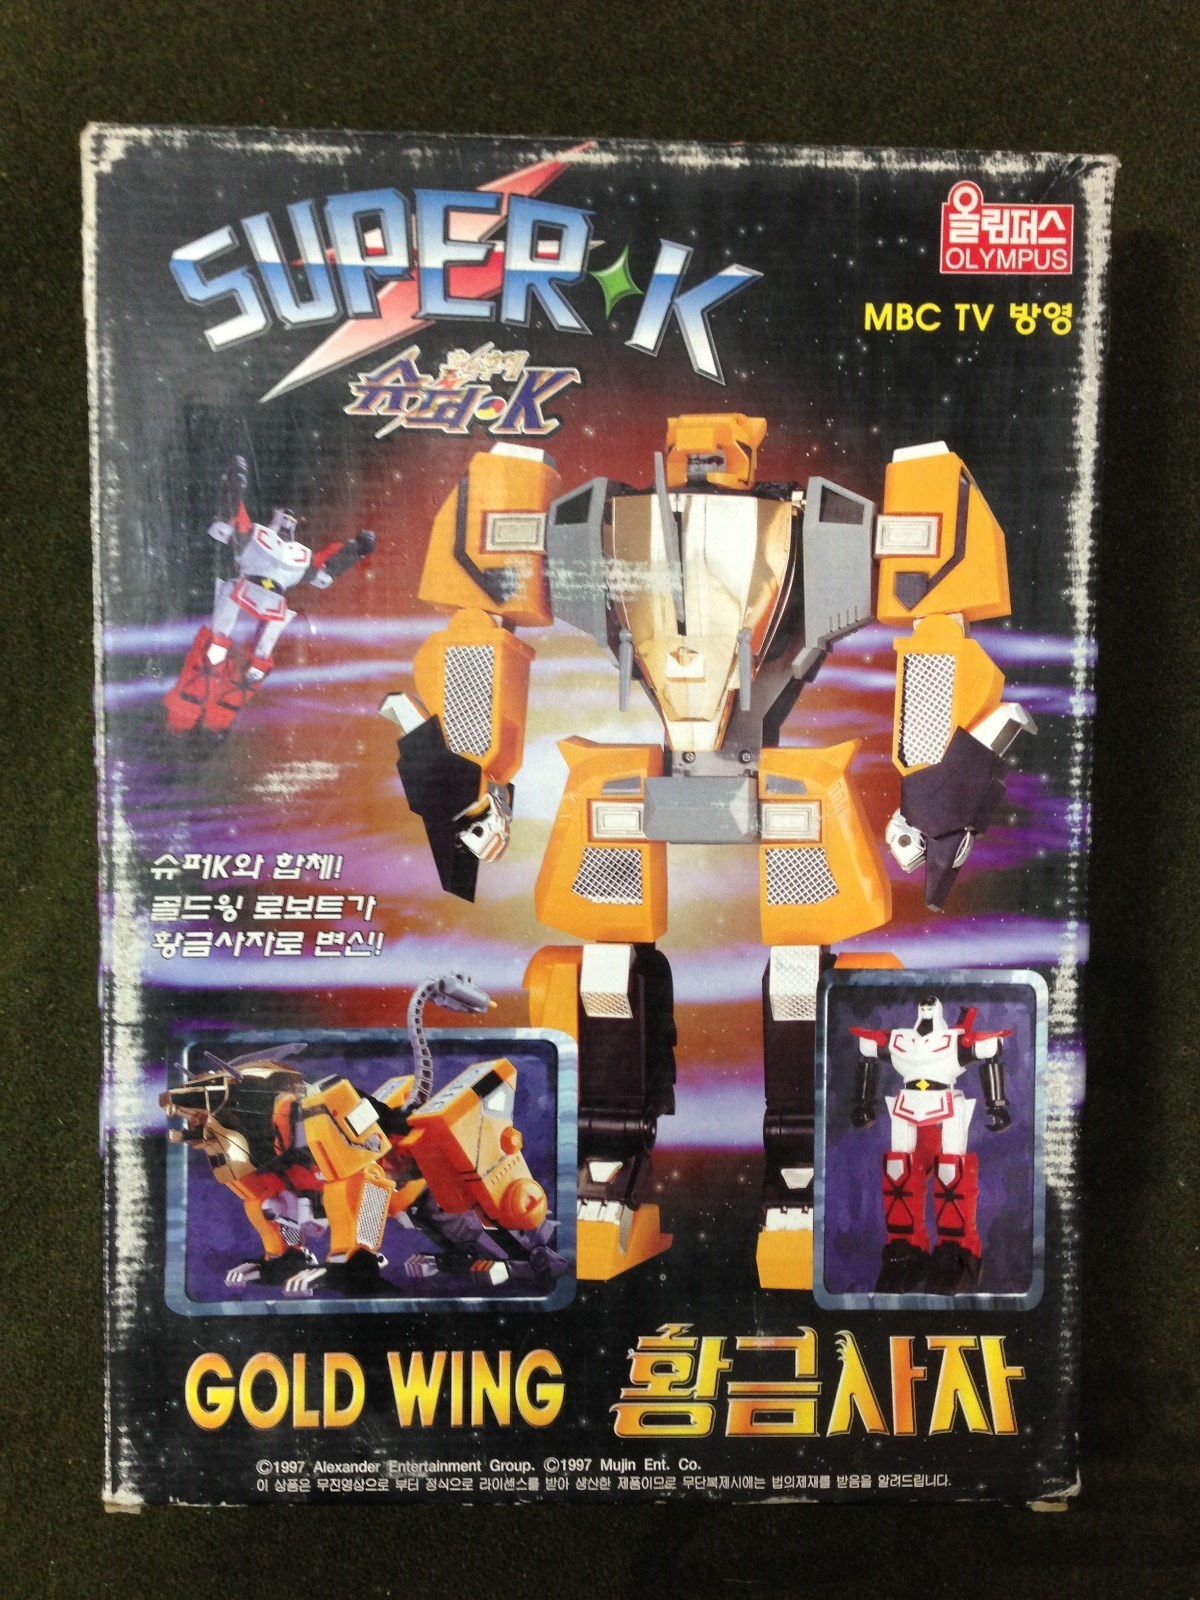 SUPER K
올림퍼스
OLYMPUS
MBC TV 방영
슈퍼 K
슈퍼K와 합체!
골드윙 로보트가
황금사자로 변신!
GOLD WING 황금사자
©1997 Alexander Entertainment Group. ©1997 Mujin Ent. Co.
이 상품은 무진영상으로 부터 정식으로 라이센스를 받아 생산한 제품이므로 무단복제시에는 법의제재를 받음을 알려드립니다.